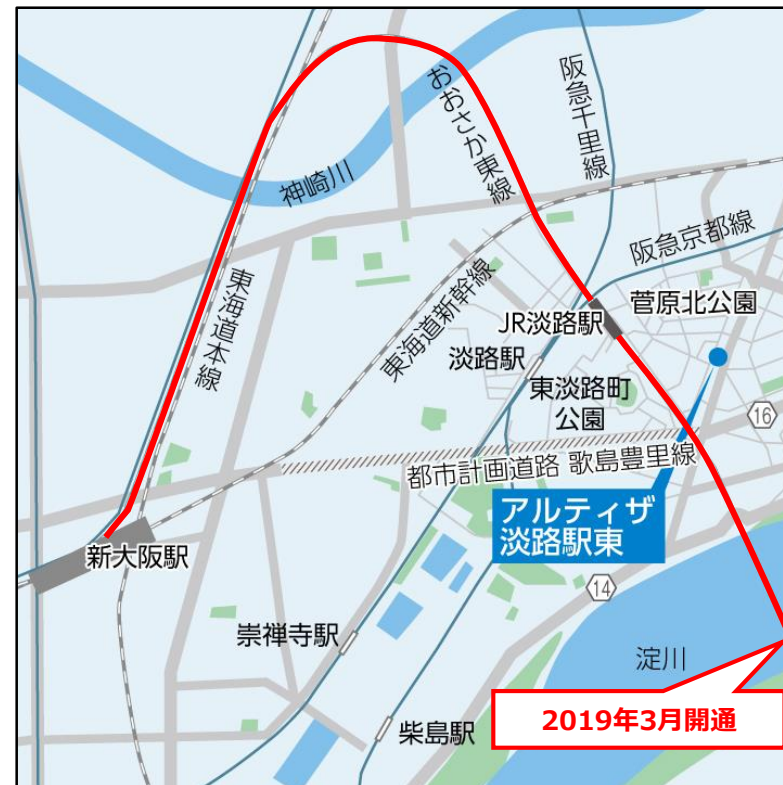 おおさか東線
阪急千里線
神崎川
阪急京都線
東海道本線
東海道新幹線
菅原北公園
JR淡路駅
淡路駅
東淡路町
公園
16
都市計画道路 歌島豊里線
アルティザ
淡路駅東
新大阪駅
14
崇禅寺駅
淀川
2019年3月開通
柴島駅